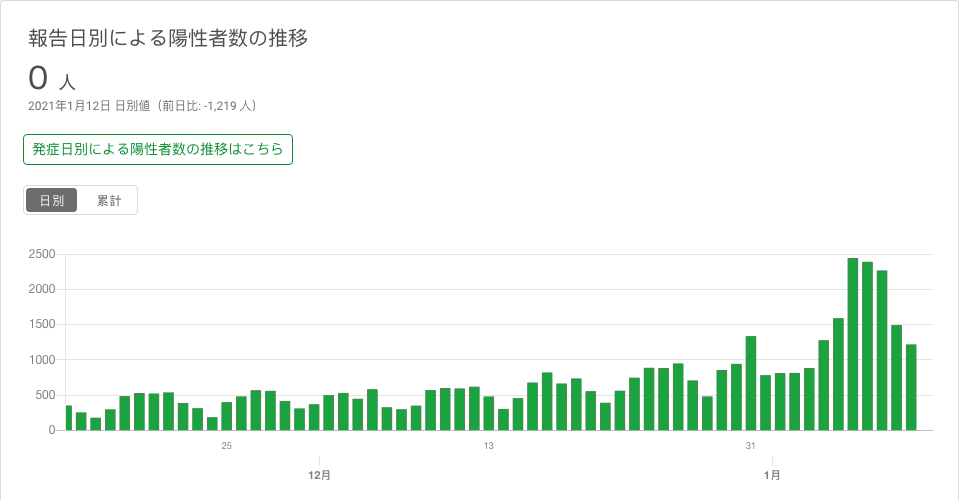 報告日別による陽性者数の推移
0 人
2021年1月12日 日別値（前日比: -1,219 人）
発症日別による陽性者数の推移はこちら
日別 累計
2500
2000
1500
1000
500
0
25 13 31
12月 1月